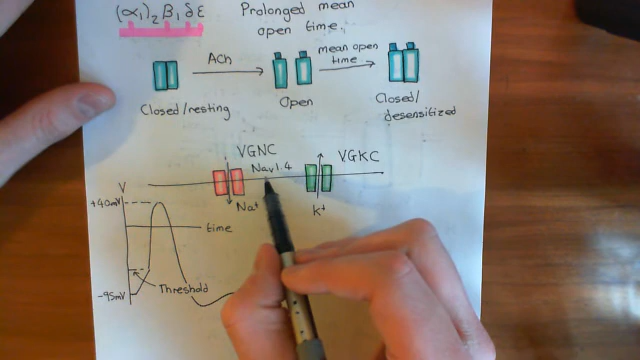 (α₁)₂ β₁ δ ε Prolonged mean
open time.
ACh
mean open
time
Closed/resting
Open
Closed/
desensitized
VGNC
Nav1.4
VGKC
Na⁺
K⁺
V
+40mV
time
Threshold
-95mV